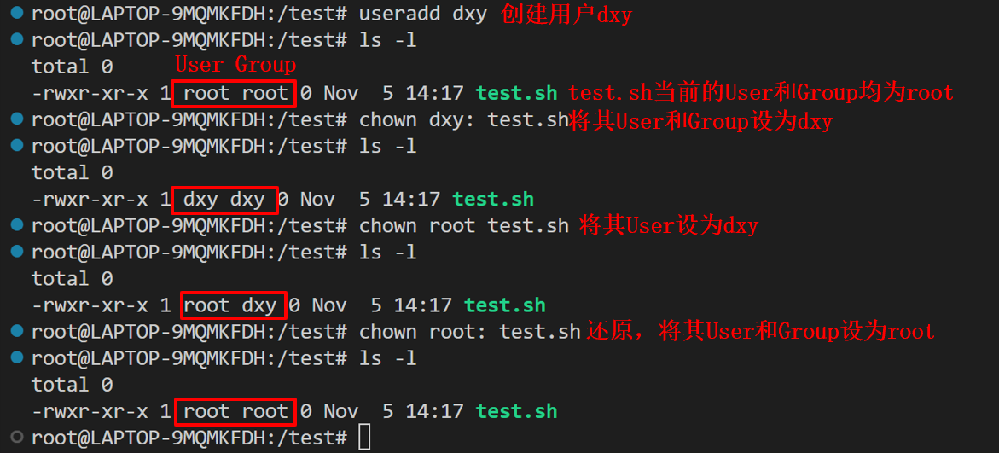 root@LAPTOP-9MQMKFDH:/test# useradd dxy 创建用户dxy
root@LAPTOP-9MQMKFDH:/test# ls -l
total 0 User Group
-rwxr-xr-x 1 root root 0 Nov  5 14:17 test.sh test.sh当前的User和Group均为root
root@LAPTOP-9MQMKFDH:/test# chown dxy: test.sh将其User和Group设为dxy
root@LAPTOP-9MQMKFDH:/test# ls -l
total 0
-rwxr-xr-x 1 dxy dxy 0 Nov  5 14:17 test.sh
root@LAPTOP-9MQMKFDH:/test# chown root test.sh 将其User设为dxy
root@LAPTOP-9MQMKFDH:/test# ls -l
total 0
-rwxr-xr-x 1 root dxy 0 Nov  5 14:17 test.sh
root@LAPTOP-9MQMKFDH:/test# chown root: test.sh 还原，将其User和Group设为root
root@LAPTOP-9MQMKFDH:/test# ls -l
total 0
-rwxr-xr-x 1 root root 0 Nov  5 14:17 test.sh
root@LAPTOP-9MQMKFDH:/test#